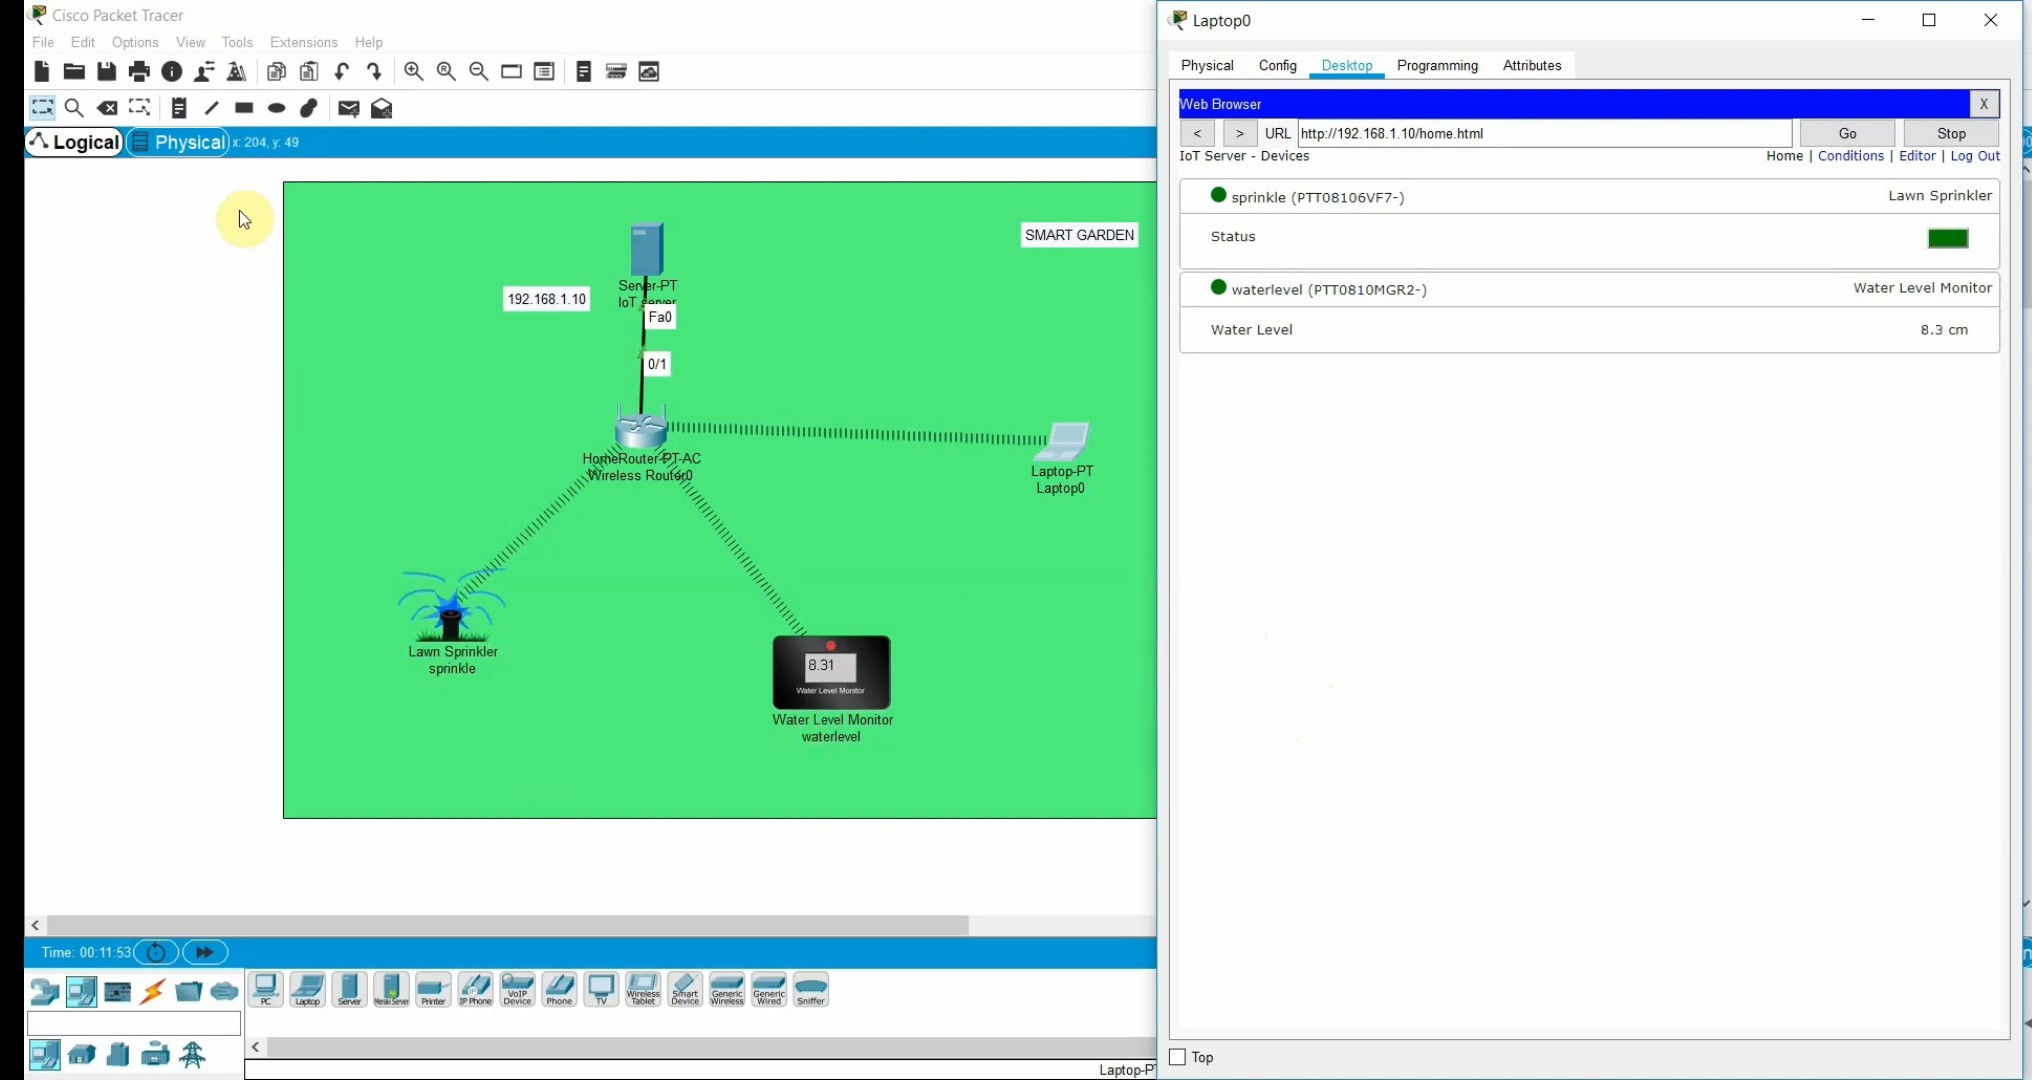 Cisco Packet Tracer
File Edit Options View Tools Extensions Help
Logical Physical x: 204, y: 49
SMART GARDEN
Server-PT
IoT server
192.168.1.10
Fa0
0/1
HomeRouter-PT-AC
Wireless Router0
Laptop-PT
Laptop0
Lawn Sprinkler
sprinkle
8.31
Water Level Monitor
Water Level Monitor
waterlevel
Time: 00:11:53
PC Laptop Server Meraki Server Printer IP Phone VoIP Device Phone TV Wireless Tablet Smart Device Generic Wireless Generic Wired Sniffer
Laptop0
Physical Config Desktop Programming Attributes
Web Browser X
< > URL http://192.168.1.10/home.html Go Stop
IoT Server - Devices Home | Conditions | Editor | Log Out
sprinkle (PTT08106VF7-) Lawn Sprinkler
Status
waterlevel (PTT0810MGR2-) Water Level Monitor
Water Level 8.3 cm
Top